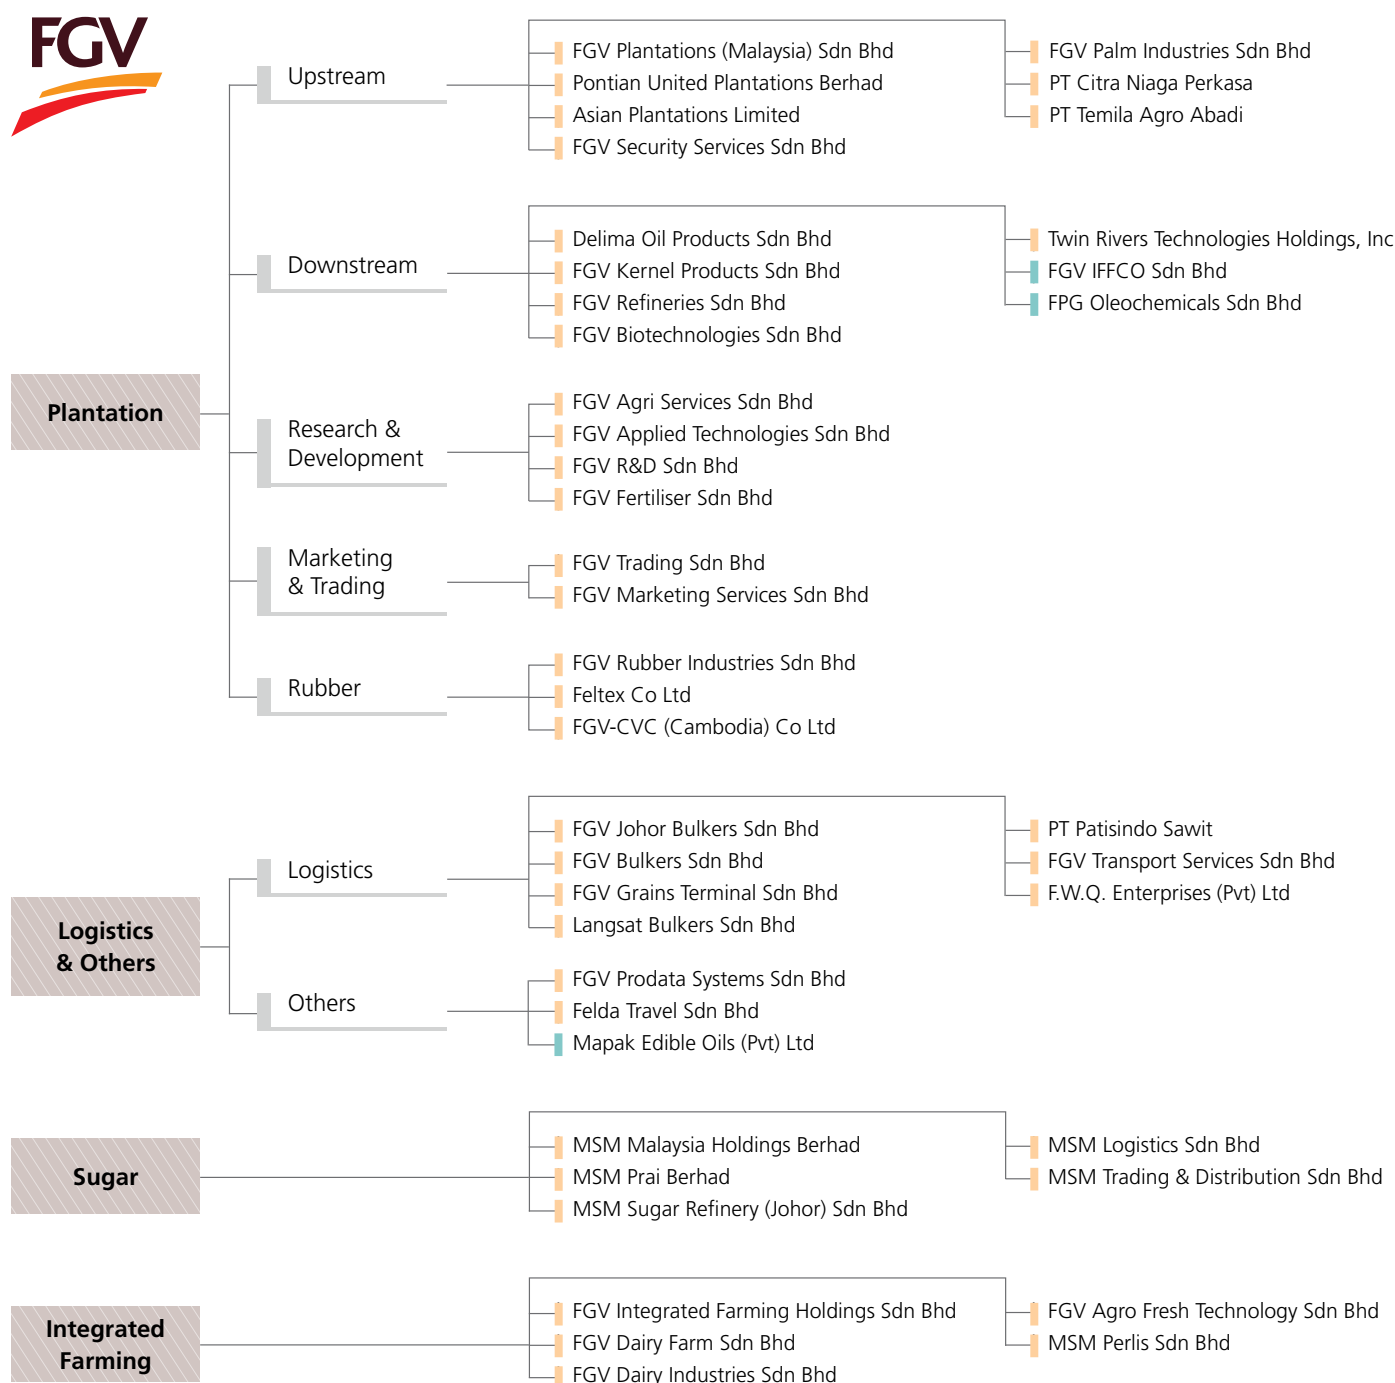 FGV
Plantation
Upstream
FGV Plantations (Malaysia) Sdn Bhd
Pontian United Plantations Berhad
Asian Plantations Limited
FGV Security Services Sdn Bhd
FGV Palm Industries Sdn Bhd
PT Citra Niaga Perkasa
PT Temila Agro Abadi
Downstream
Delima Oil Products Sdn Bhd
FGV Kernel Products Sdn Bhd
FGV Refineries Sdn Bhd
FGV Biotechnologies Sdn Bhd
Twin Rivers Technologies Holdings, Inc
FGV IFFCO Sdn Bhd
FPG Oleochemicals Sdn Bhd
Research &
Development
FGV Agri Services Sdn Bhd
FGV Applied Technologies Sdn Bhd
FGV R&D Sdn Bhd
FGV Fertiliser Sdn Bhd
Marketing
& Trading
FGV Trading Sdn Bhd
FGV Marketing Services Sdn Bhd
Rubber
FGV Rubber Industries Sdn Bhd
Feltex Co Ltd
FGV-CVC (Cambodia) Co Ltd
Logistics
& Others
Logistics
FGV Johor Bulkers Sdn Bhd
FGV Bulkers Sdn Bhd
FGV Grains Terminal Sdn Bhd
Langsat Bulkers Sdn Bhd
PT Patisindo Sawit
FGV Transport Services Sdn Bhd
F.W.Q. Enterprises (Pvt) Ltd
Others
FGV Prodata Systems Sdn Bhd
Felda Travel Sdn Bhd
Mapak Edible Oils (Pvt) Ltd
Sugar
MSM Malaysia Holdings Berhad
MSM Prai Berhad
MSM Sugar Refinery (Johor) Sdn Bhd
MSM Logistics Sdn Bhd
MSM Trading & Distribution Sdn Bhd
Integrated
Farming
FGV Integrated Farming Holdings Sdn Bhd
FGV Dairy Farm Sdn Bhd
FGV Dairy Industries Sdn Bhd
FGV Agro Fresh Technology Sdn Bhd
MSM Perlis Sdn Bhd